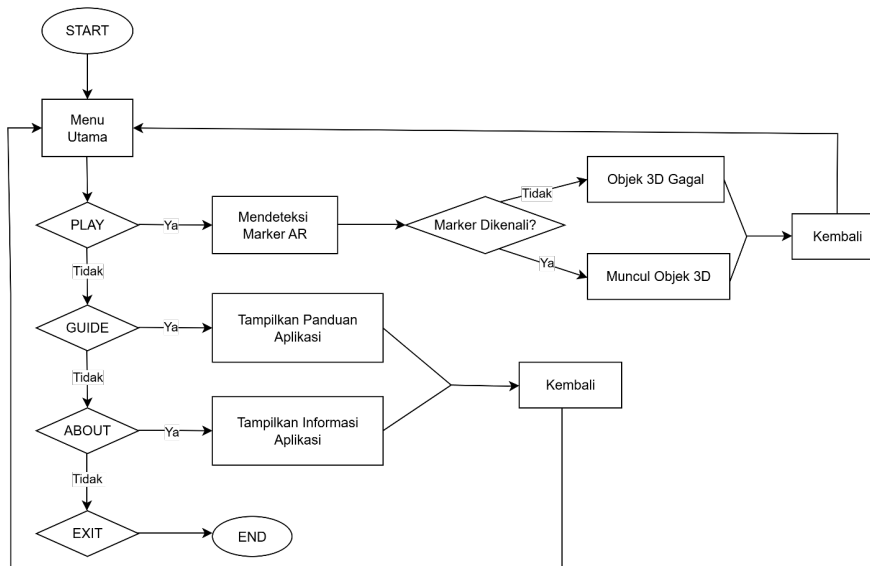 START
Menu
Utama
PLAY
Ya
Mendeteksi
Marker AR
Marker Dikenali?
Tidak
Objek 3D Gagal
Ya
Muncul Objek 3D
Kembali
Tidak
GUIDE
Ya
Tampilkan Panduan
Aplikasi
Kembali
Tidak
ABOUT
Ya
Tampilkan Informasi
Aplikasi
Tidak
EXIT
END